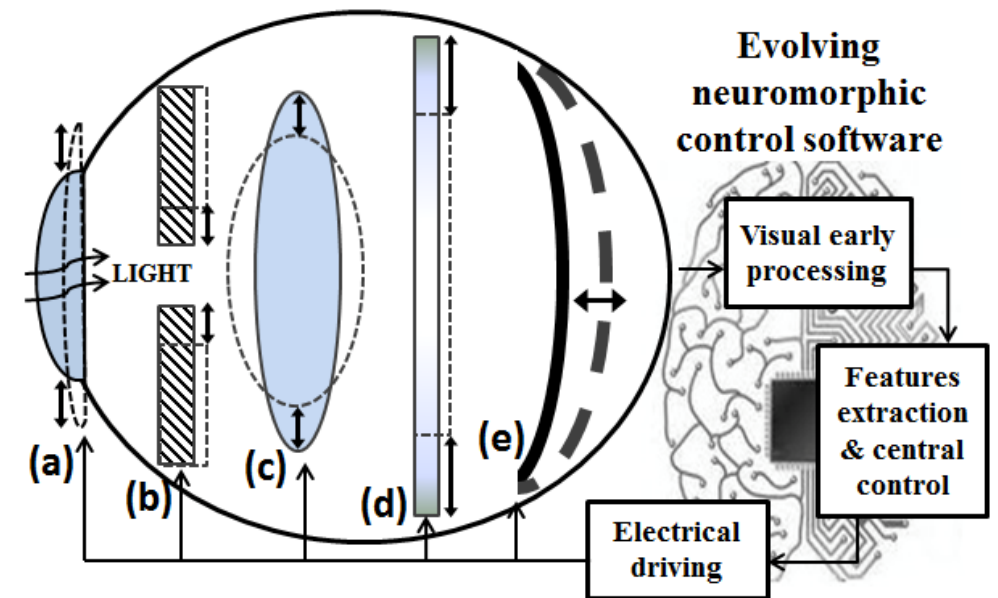 Evolving
neuromorphic
control software
LIGHT
Visual early
processing
Features
extraction
& central
control
Electrical
driving
(a)
(b)
(c)
(d)
(e)